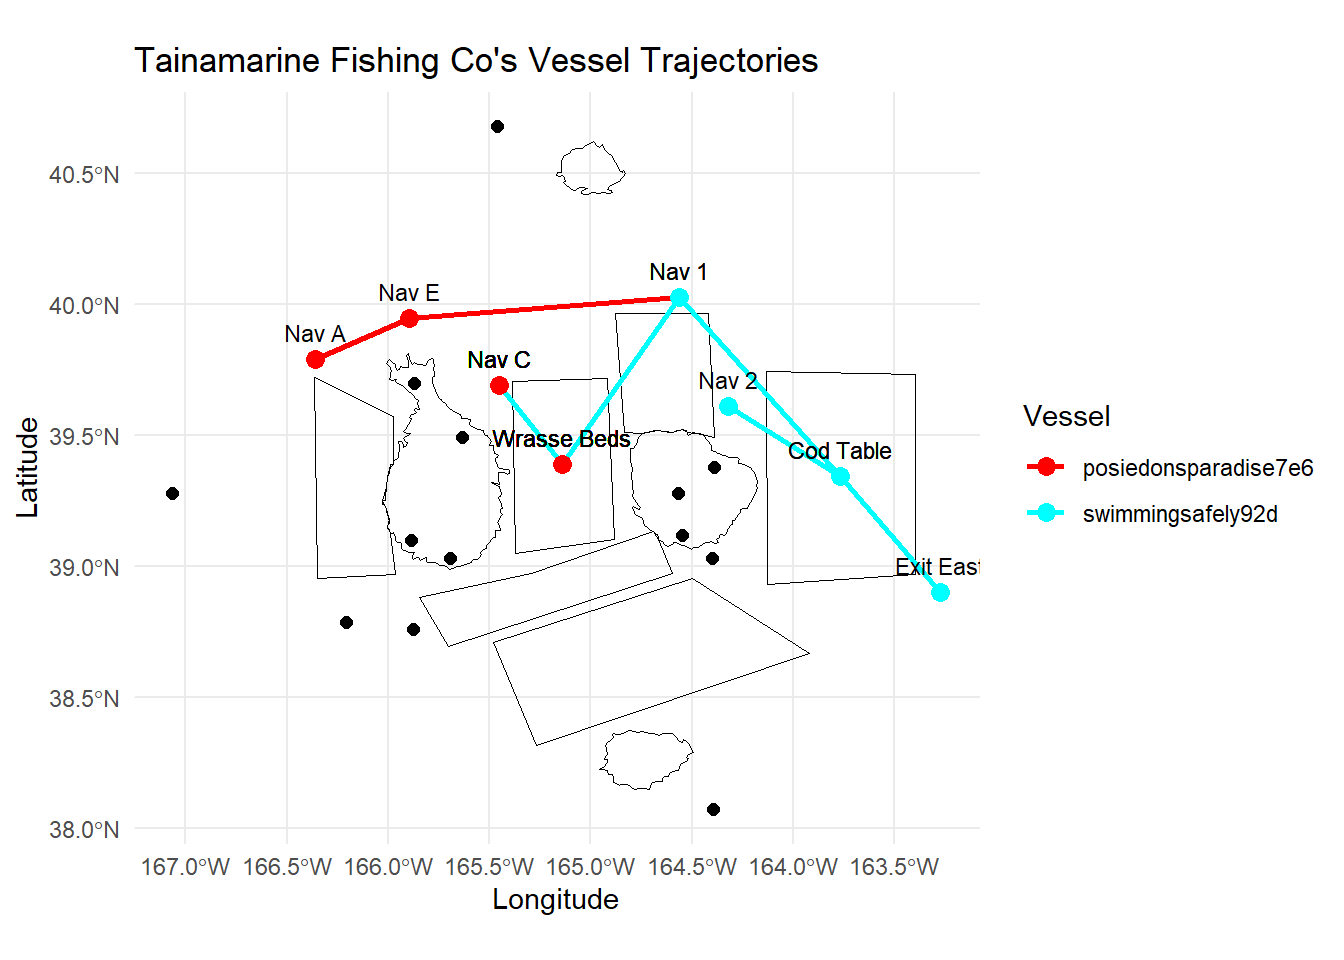 Tainamarine Fishing Co's Vessel Trajectories
40.5°N
40.0°N
39.5°N
39.0°N
38.5°N
38.0°N
Latitude
Nav 1
Nav E
Nav A
Nav C
Nav 2
Wrasse Beds
Cod Table
Exit East
167.0°W 166.5°W 166.0°W 165.5°W 165.0°W 164.5°W 164.0°W 163.5°W
Longitude
Vessel
posiedonsparadise7e6
swimmingsafely92d